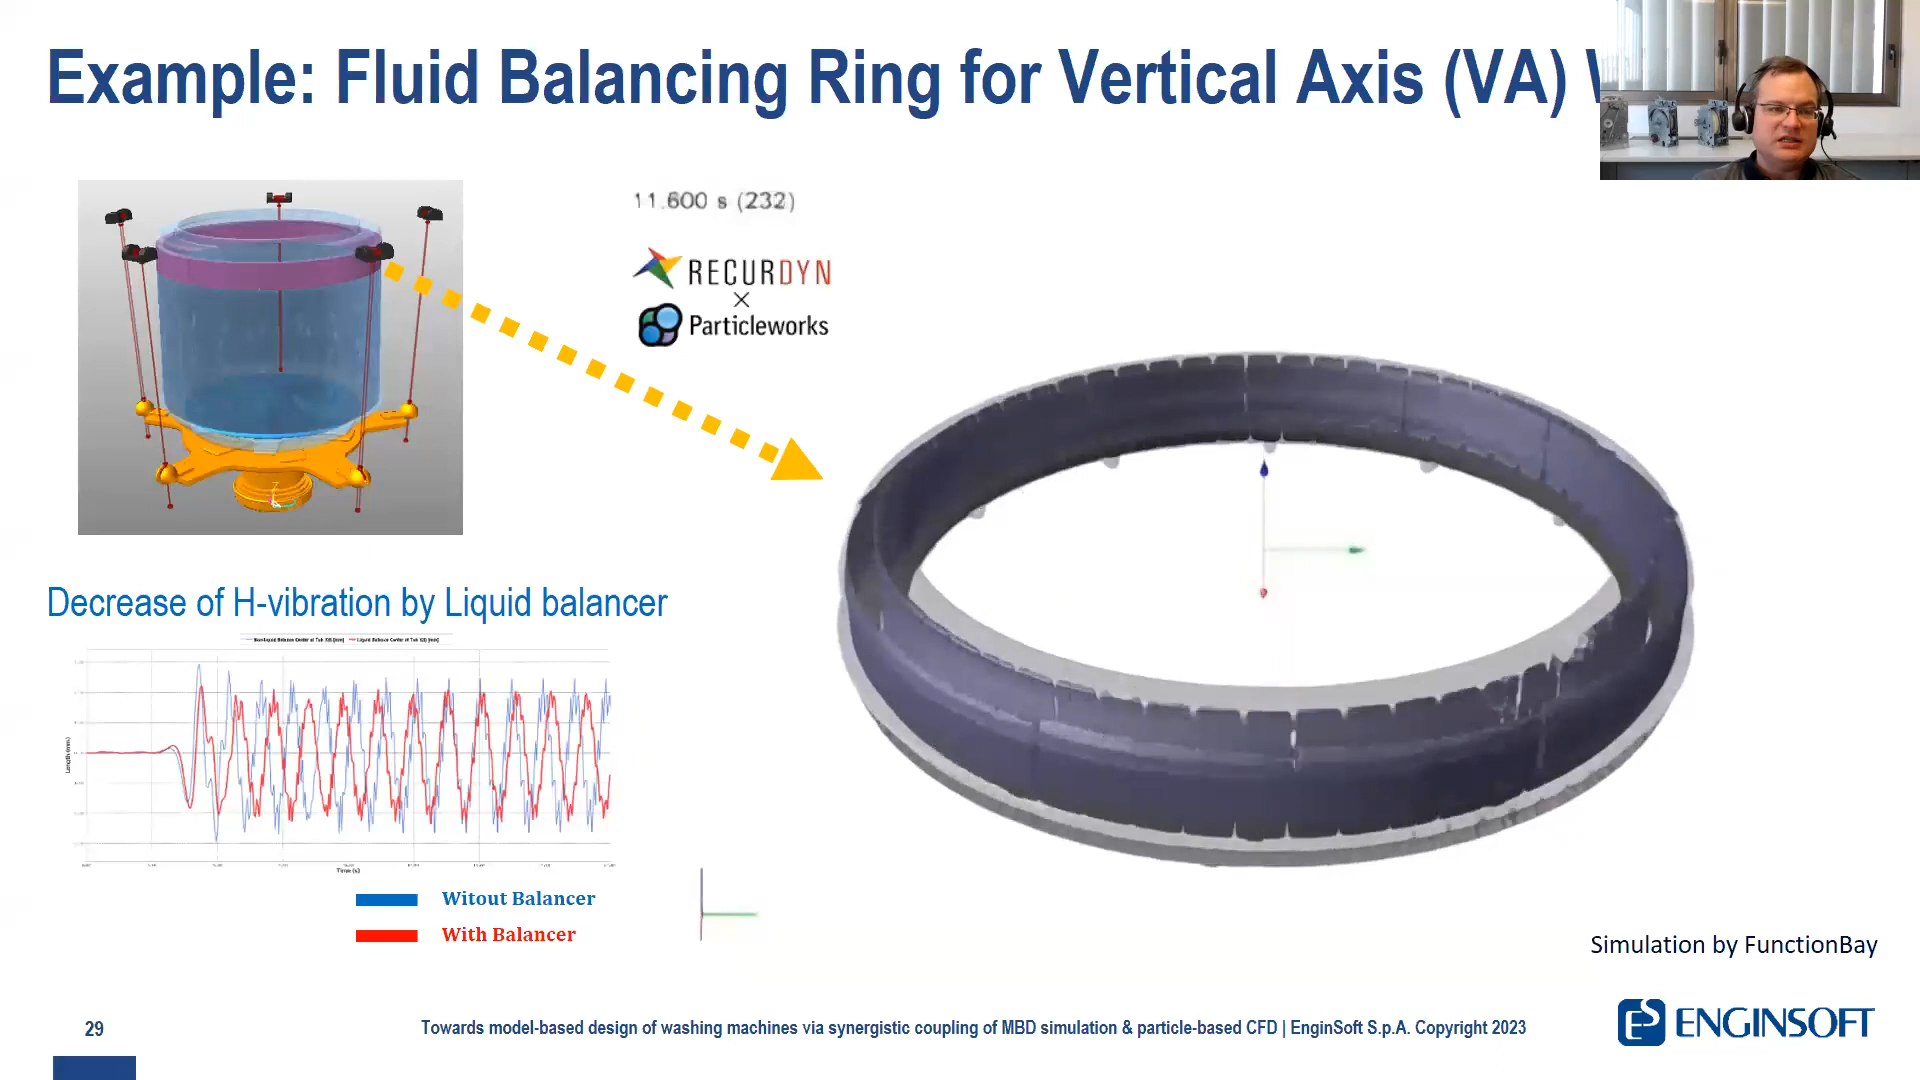 Example: Fluid Balancing Ring for Vertical Axis (VA)
11.600 s (232)
RECURDYN
×
Particleworks
Decrease of H-vibration by Liquid balancer
Time (s)
Witout Balancer
With Balancer
Simulation by FunctionBay
29
Towards model-based design of washing machines via synergistic coupling of MBD simulation & particle-based CFD | EnginSoft S.p.A. Copyright 2023
ENGINSOFT